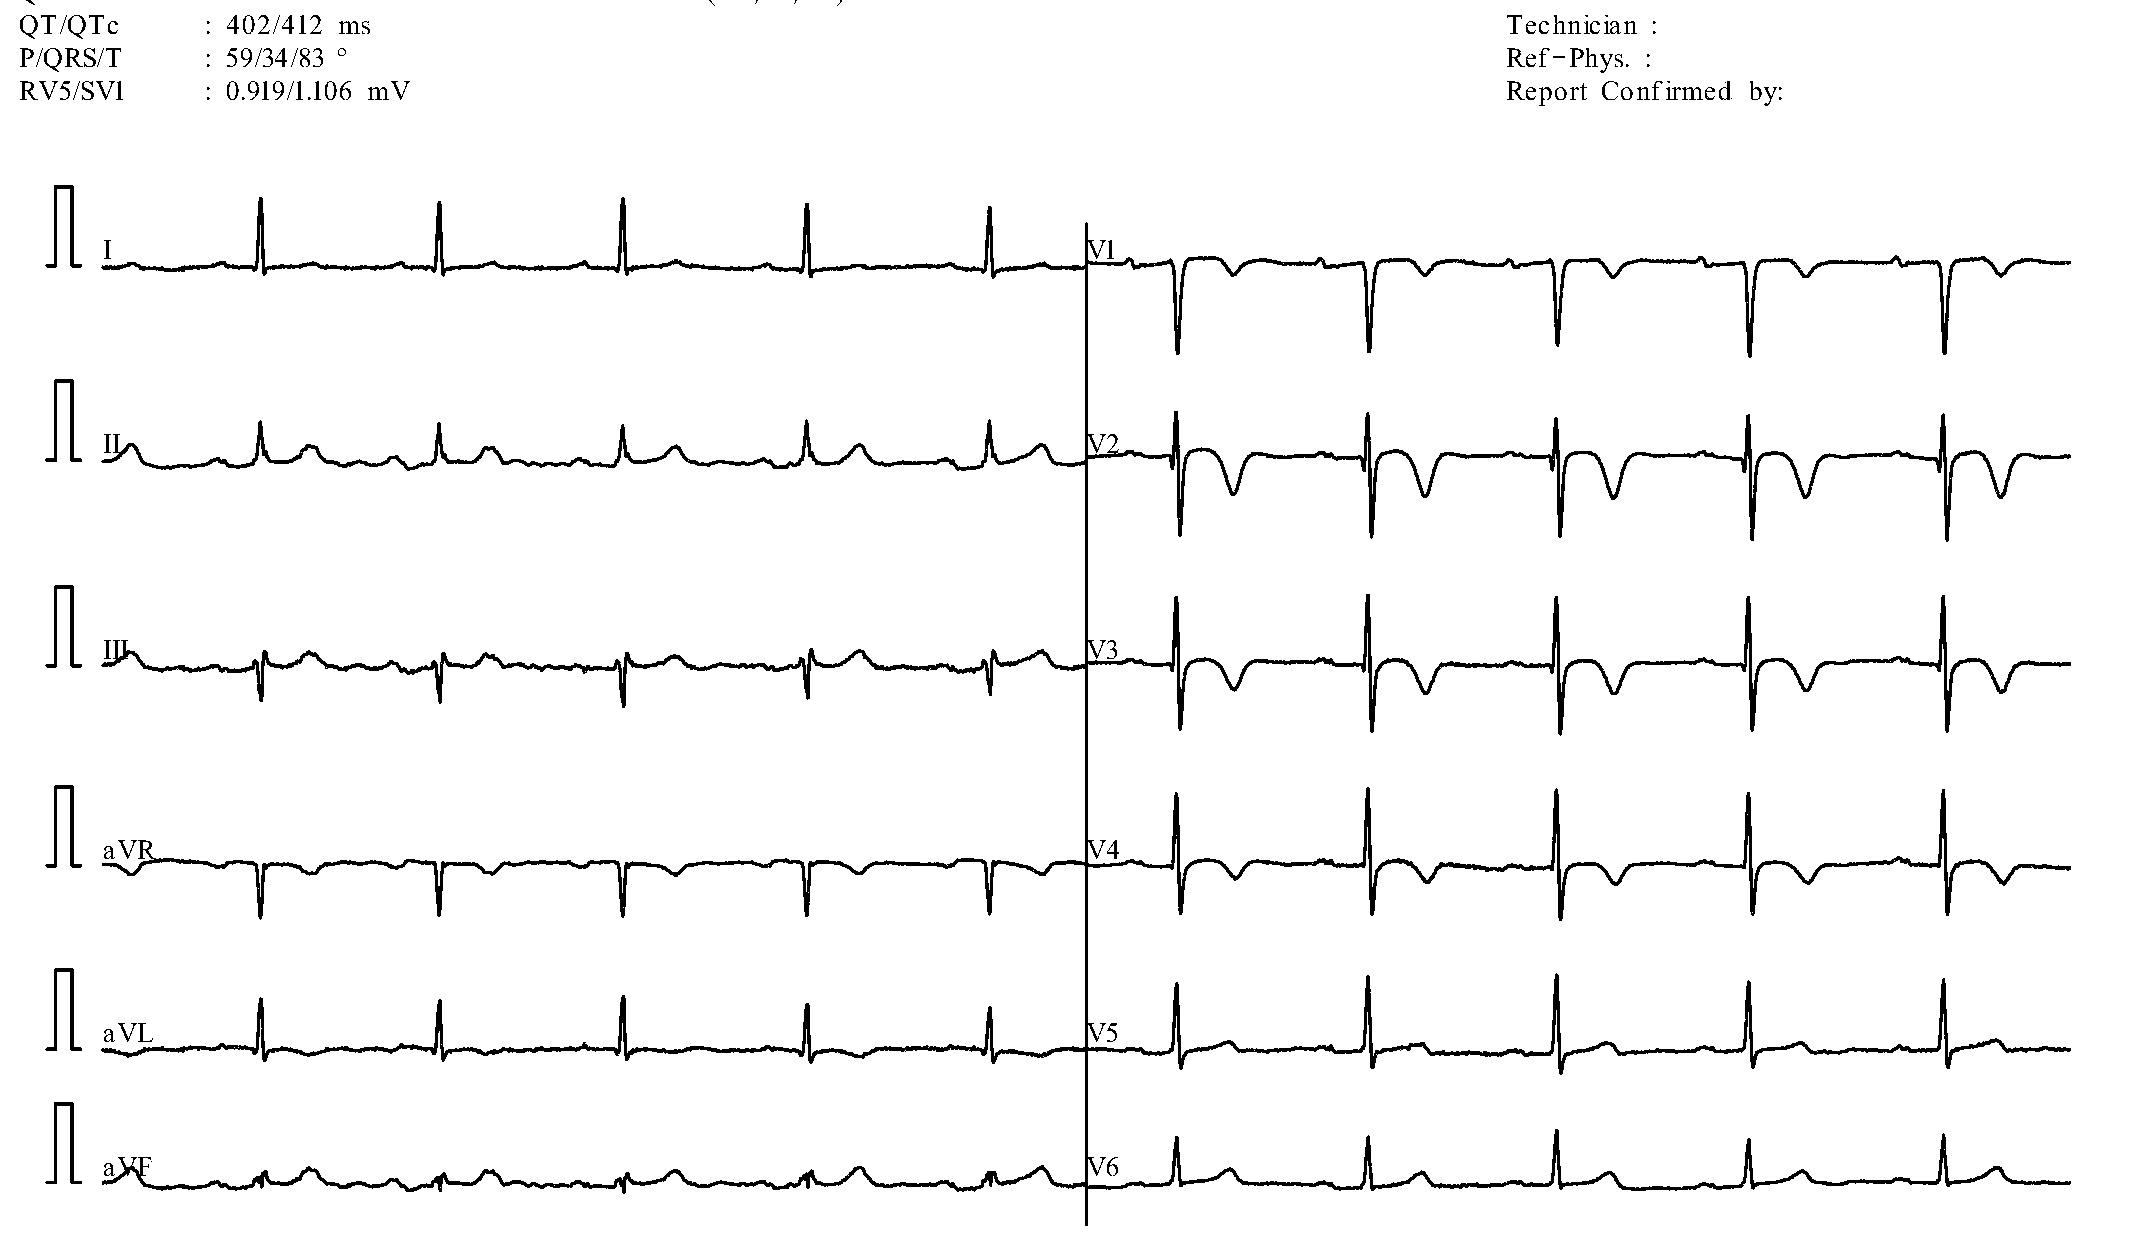 QT/QTc : 402/412 ms
P/QRS/T : 59/34/83 °
RV5/SV1 : 0.919/1.106 mV
Technician :
Ref-Phys. :
Report Confirmed by:
I
V1
II
V2
III
V3
aVR
V4
aVL
V5
aVF
V6